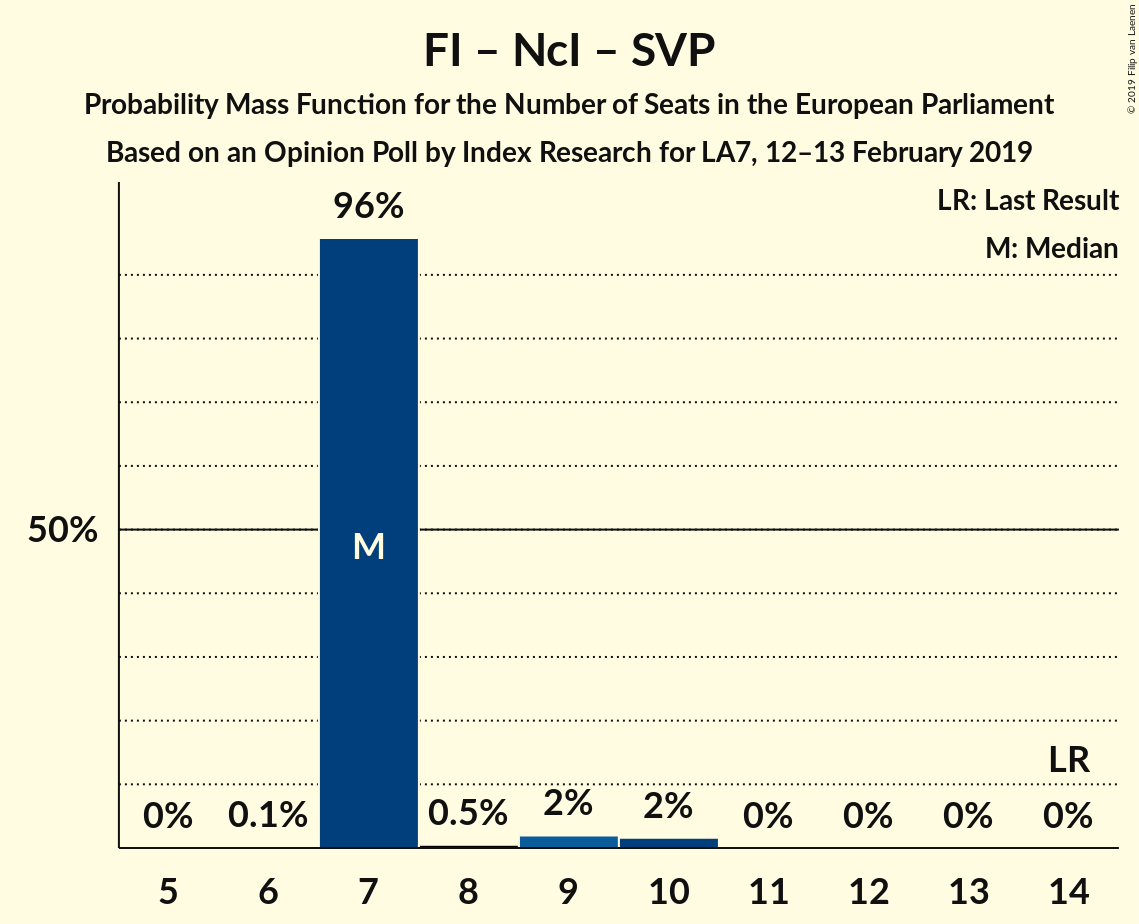 FI – NcI – SVP
Probability Mass Function for the Number of Seats in the European Parliament
Based on an Opinion Poll by Index Research for LA7, 12–13 February 2019
© 2019 Filip van Laenen
LR: Last Result
M: Median
96%
50%
M
LR
0% 0.1% 0.5% 2% 2% 0% 0% 0% 0%
5 6 7 8 9 10 11 12 13 14